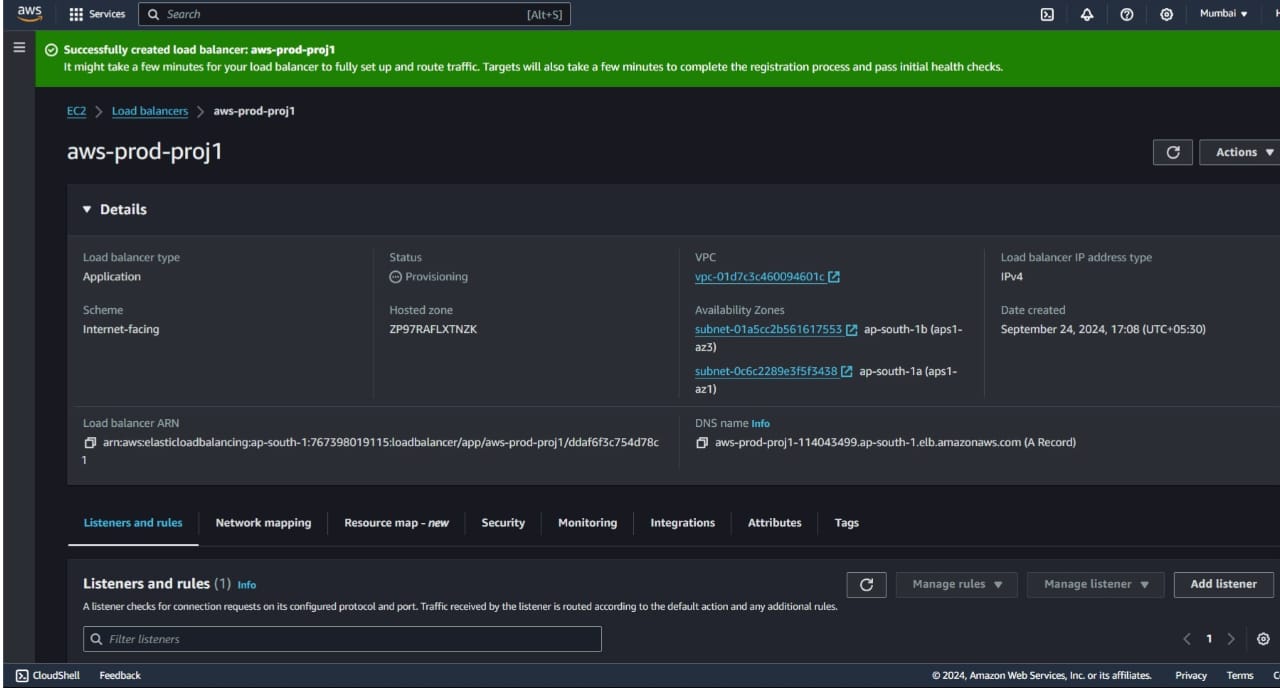 aws
Services
Search [Alt+S]
Mumbai
Successfully created load balancer: aws-prod-proj1
It might take a few minutes for your load balancer to fully set up and route traffic. Targets will also take a few minutes to complete the registration process and pass initial health checks.
EC2 > Load balancers > aws-prod-proj1
aws-prod-proj1
Actions
Details
Load balancer type
Application
Status
Provisioning
VPC
vpc-01d7c3c460094601c
Load balancer IP address type
IPv4
Scheme
Internet-facing
Hosted zone
ZP97RAFLXTNZK
Availability Zones
subnet-01a5cc2b561617553 ap-south-1b (aps1-
az3)
subnet-0c6c2289e3f5f3438 ap-south-1a (aps1-
az1)
Date created
September 24, 2024, 17:08 (UTC+05:30)
Load balancer ARN
arn:aws:elasticloadbalancing:ap-south-1:767398019115:loadbalancer/app/aws-prod-proj1/ddaf6f3c754d78c
1
DNS name Info
aws-prod-proj1-114043499.ap-south-1.elb.amazonaws.com (A Record)
Listeners and rules Network mapping Resource map - new Security Monitoring Integrations Attributes Tags
Listeners and rules (1) Info
Manage rules Manage listener Add listener
A listener checks for connection requests on its configured protocol and port. Traffic received by the listener is routed according to the default action and any additional rules.
Filter listeners
1
CloudShell Feedback © 2024, Amazon Web Services, Inc. or its affiliates. Privacy Terms